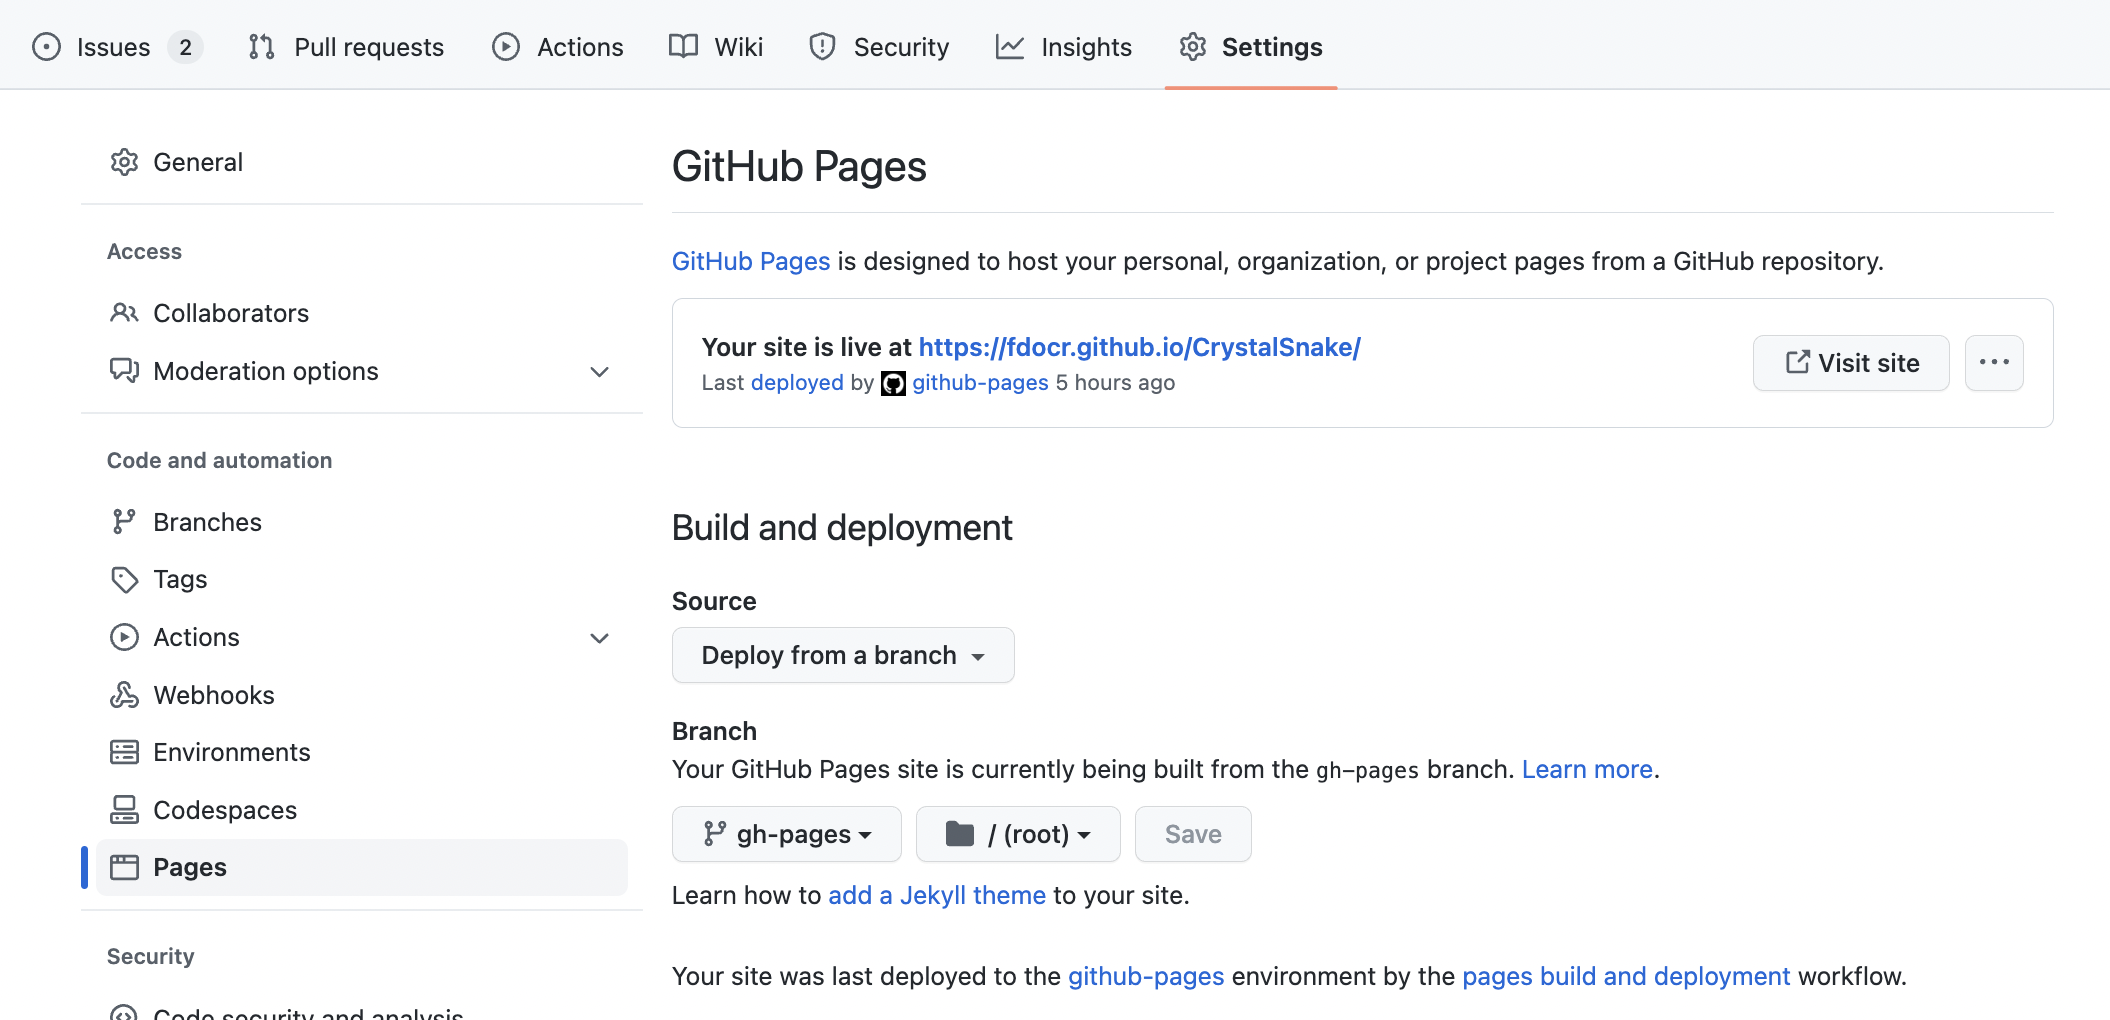 Issues 2 Pull requests Actions Wiki Security Insights Settings
General
Access
Collaborators
Moderation options
Code and automation
Branches
Tags
Actions
Webhooks
Environments
Codespaces
Pages
Security
Code security and analysis
GitHub Pages
GitHub Pages is designed to host your personal, organization, or project pages from a GitHub repository.
Your site is live at https://fdocr.github.io/CrystalSnake/
Last deployed by github-pages 5 hours ago
Visit site
Build and deployment
Source
Deploy from a branch
Branch
Your GitHub Pages site is currently being built from the gh-pages branch. Learn more.
gh-pages / (root) Save
Learn how to add a Jekyll theme to your site.
Your site was last deployed to the github-pages environment by the pages build and deployment workflow.